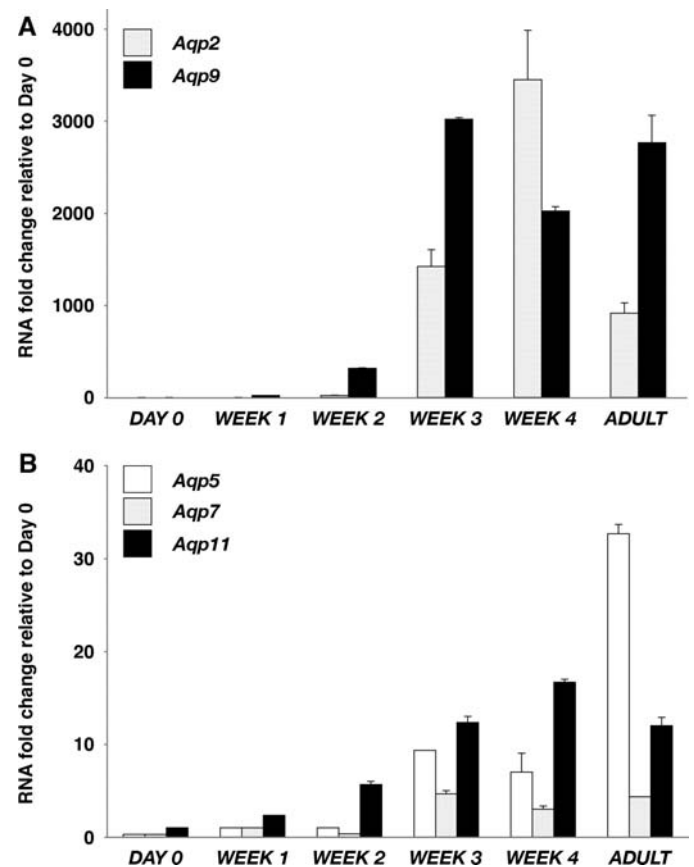 A
Aqp2
Aqp9
RNA fold change relative to Day 0
4000
3000
2000
1000
0
DAY 0 WEEK 1 WEEK 2 WEEK 3 WEEK 4 ADULT
B
Aqp5
Aqp7
Aqp11
RNA fold change relative to Day 0
40
30
20
10
0
DAY 0 WEEK 1 WEEK 2 WEEK 3 WEEK 4 ADULT